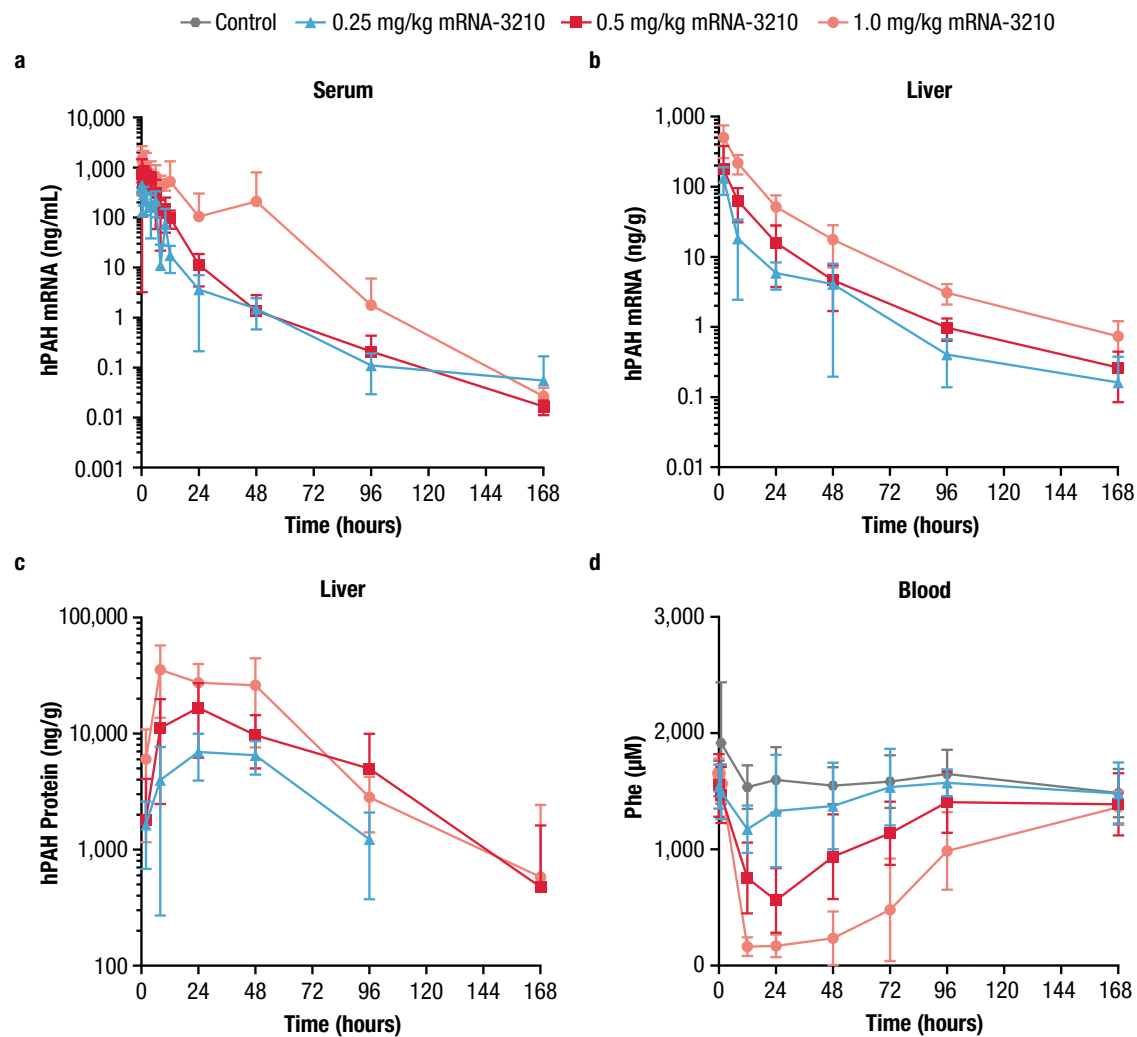 Control 0.25 mg/kg mRNA-3210 0.5 mg/kg mRNA-3210 1.0 mg/kg mRNA-3210
a
Serum
10,000
1,000
100
10
1
0.1
0.01
0.001
hPAH mRNA (ng/mL)
0 24 48 72 96 120 144 168
Time (hours)
b
Liver
1,000
100
10
1
0.1
0.01
hPAH mRNA (ng/g)
0 24 48 72 96 120 144 168
Time (hours)
c
Liver
100,000
10,000
1,000
100
hPAH Protein (ng/g)
0 24 48 72 96 120 144 168
Time (hours)
d
Blood
3,000
2,000
1,000
0
Phe (µM)
0 24 48 72 96 120 144 168
Time (hours)